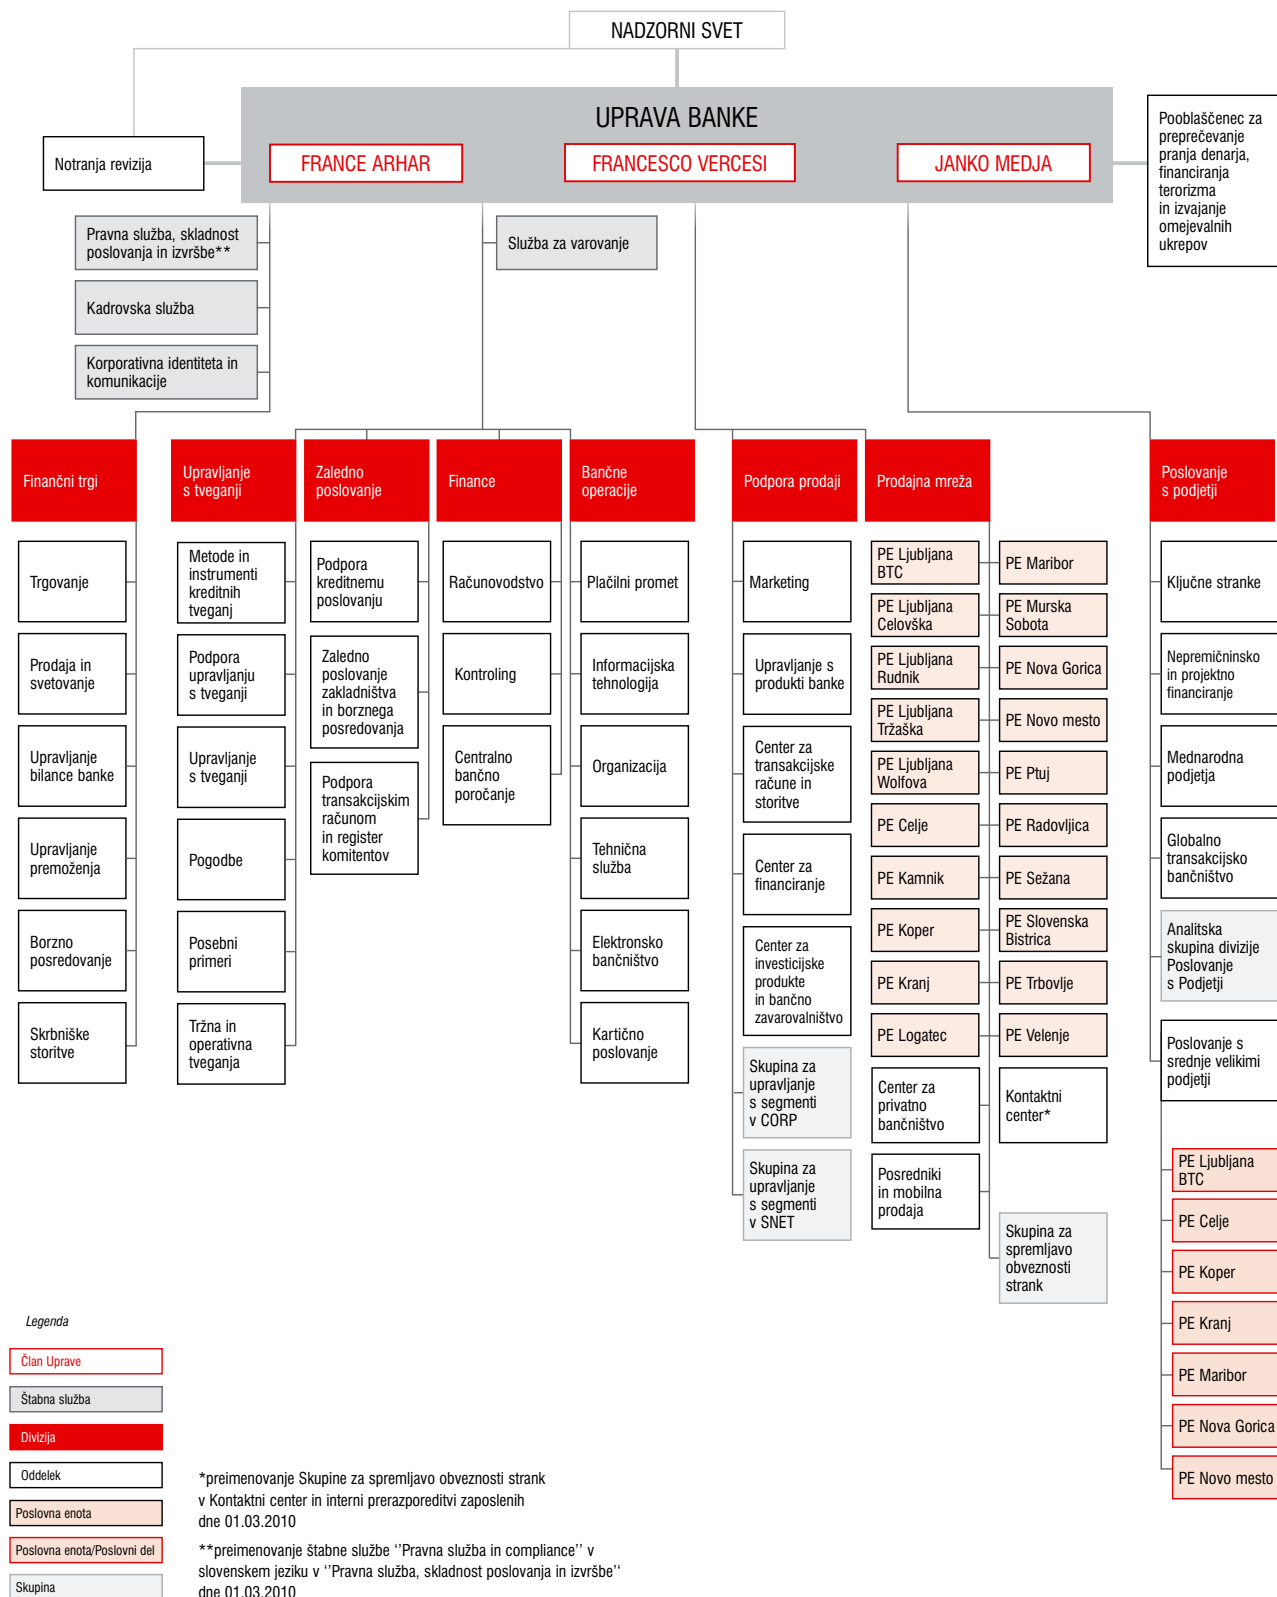 NADZORNI SVET
UPRAVA BANKE
FRANCE ARHAR
FRANCESCO VERCESI
JANKO MEDJA
Notranja revizija
Pooblaščenec za
preprečevanje
pranja denarja,
financiranja
terorizma
in izvajanje
omejevalnih
ukrepov
Pravna služba, skladnost
poslovanja in izvršbe**
Služba za varovanje
Kadrovska služba
Korporativna identiteta in
komunikacije
Finančni trgi
Trgovanje
Prodaja in
svetovanje
Upravljanje
bilance banke
Upravljanje
premoženja
Borzno
posredovanje
Skrbniške
storitve
Upravljanje
s tveganji
Metode in
instrumenti
kreditnih
tveganj
Podpora
upravljanju
s tveganji
Upravljanje
s tveganji
Pogodbe
Posebni
primeri
Tržna in
operativna
tveganja
Zaledno
poslovanje
Podpora
kreditnemu
poslovanju
Zaledno
poslovanje
zakladništva
in borznega
posredovanja
Podpora
transakcijskim
računom
in register
komitentov
Finance
Računovodstvo
Kontroling
Centralno
bančno
poročanje
Bančne
operacije
Plačilni promet
Informacijska
tehnologija
Organizacija
Tehnična
služba
Elektronsko
bančništvo
Kartično
poslovanje
Podpora prodaji
Marketing
Upravljanje s
produkti banke
Center za
transakcijske
račune in
storitve
Center za
financiranje
Center za
investicijske
produkte
in bančno
zavarovalništvo
Skupina za
upravljanje
s segmenti
v CORP
Skupina za
upravljanje
s segmenti
v SNET
Prodajna mreža
PE Ljubljana
BTC
PE Ljubljana
Celovška
PE Ljubljana
Rudnik
PE Ljubljana
Tržaška
PE Ljubljana
Wolfova
PE Celje
PE Kamnik
PE Koper
PE Kranj
PE Logatec
Center za
privatno
bančništvo
Posredniki
in mobilna
prodaja
PE Maribor
PE Murska
Sobota
PE Nova Gorica
PE Novo mesto
PE Ptuj
PE Radovljica
PE Sežana
PE Slovenska
Bistrica
PE Trbovlje
PE Velenje
Kontaktni
center*
Skupina za
spremljavo
obveznosti
strank
Poslovanje
s podjetji
Ključne stranke
Nepremičninsko
in projektno
financiranje
Mednarodna
podjetja
Globalno
transakcijsko
bančništvo
Analitska
skupina divizije
Poslovanje
s Podjetji
Poslovanje s
srednje velikimi
podjetji
PE Ljubljana
BTC
PE Celje
PE Koper
PE Kranj
PE Maribor
PE Nova Gorica
PE Novo mesto
Legenda
Član Uprave
Štabna služba
Divizija
Oddelek
Poslovna enota
Poslovna enota/Poslovni del
Skupina
*preimenovanje Skupine za spremljavo obveznosti strank
v Kontaktni center in interni prerazporeditvi zaposlenih
dne 01.03.2010
**preimenovanje štabne službe ‘’Pravna služba in compliance’’ v
slovenskem jeziku v ‘’Pravna služba, skladnost poslovanja in izvršbe‘‘
dne 01.03.2010